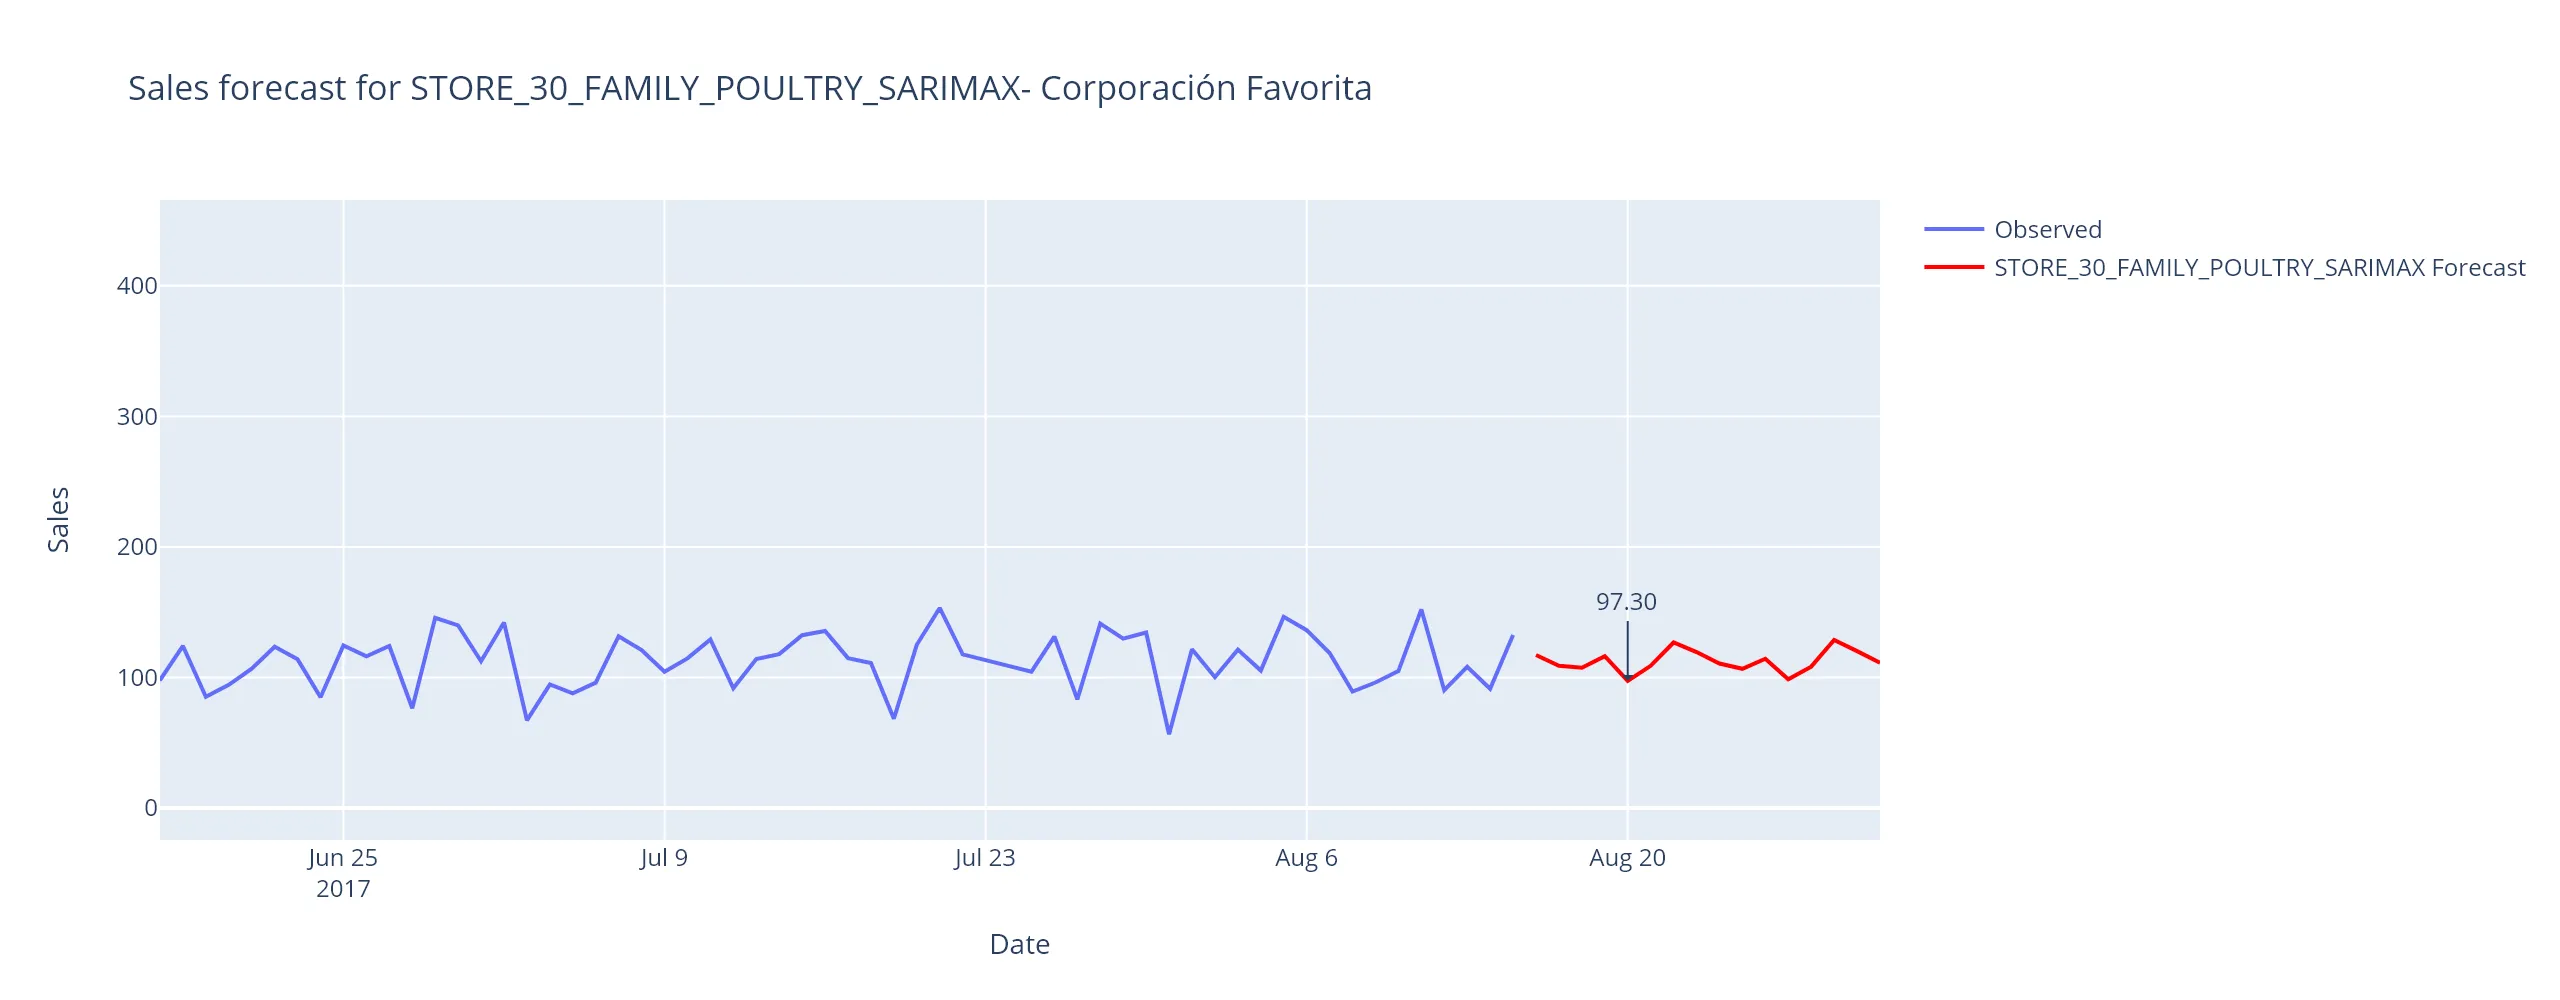 Sales forecast for STORE_30_FAMILY_POULTRY_SARIMAX- Corporación Favorita
Observed
STORE_30_FAMILY_POULTRY_SARIMAX Forecast
400
300
200
100
0
Sales
97.30
Jun 25
2017
Jul 9
Jul 23
Aug 6
Aug 20
Date